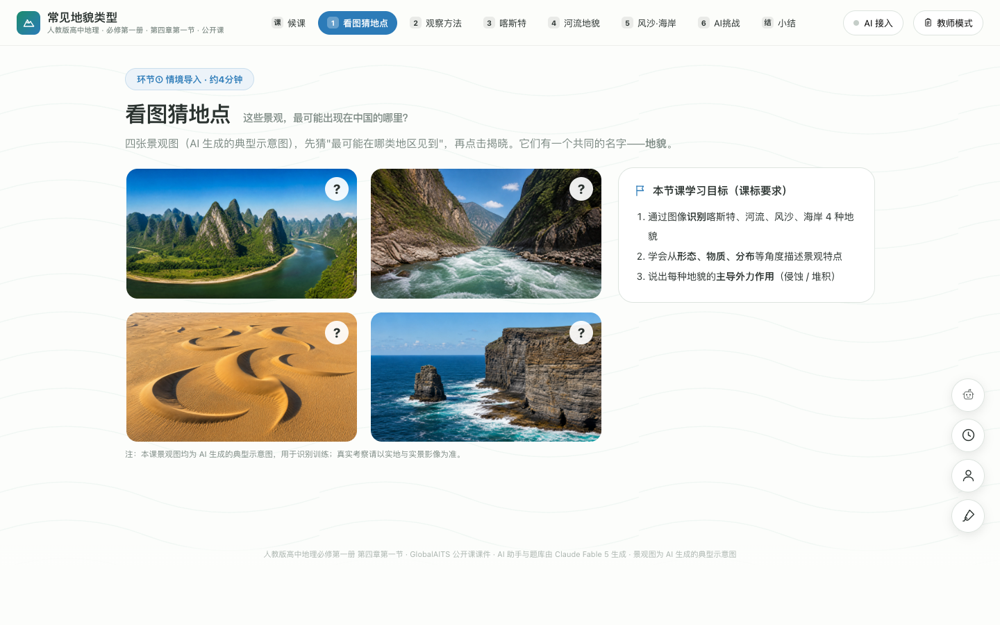 常见地貌类型
人教版高中地理 · 必修第一册 · 第四章第一节 · 公开课
课 候课
1 看图猜地点
2 观察方法
3 喀斯特
4 河流地貌
5 风沙·海岸
6 AI挑战
结 小结
AI 接入
教师模式
环节① 情境导入 · 约4分钟
看图猜地点 这些景观，最可能出现在中国的哪里？
四张景观图（AI 生成的典型示意图），先猜"最可能在哪类地区见到"，再点击揭晓。它们有一个共同的名字——地貌。
?
?
?
?
注：本课景观图均为 AI 生成的典型示意图，用于识别训练；真实考察请以实地与实景影像为准。
本节课学习目标（课标要求）
1. 通过图像识别喀斯特、河流、风沙、海岸 4 种地
貌
2. 学会从形态、物质、分布等角度描述景观特点
3. 说出每种地貌的主导外力作用（侵蚀 / 堆积）
人教版高中地理必修第一册 第四章第一节 · GlobalAITS 公开课课件 · AI 助手与题库由 Claude Fable 5 生成 · 景观图为 AI 生成的典型示意图